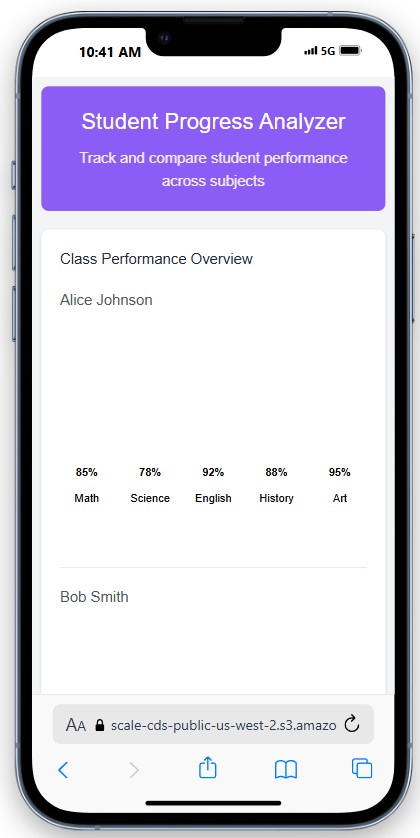 10:41 AM 5G
Student Progress Analyzer
Track and compare student performance
across subjects
Class Performance Overview
Alice Johnson
85% 78% 92% 88% 95%
Math Science English History Art
Bob Smith
AA scale-cds-public-us-west-2.s3.amazo